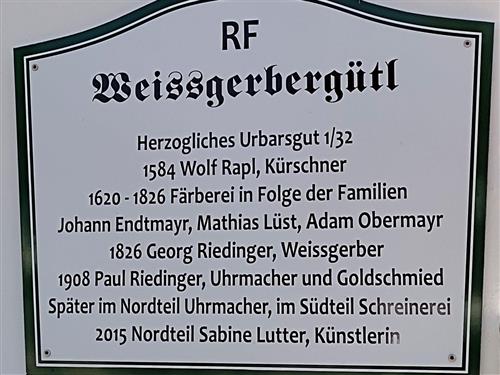 RF
Weissgerbergütl
Herzogliches Urbarsgut 1/32
1584 Wolf Rapl, Kürschner
1620 - 1826 Färberei in Folge der Familien
Johann Endtmayr, Mathias Lüst, Adam Obermayr
1826 Georg Riedinger, Weissgerber
1908 Paul Riedinger, Uhrmacher und Goldschmied
Später im Nordteil Uhrmacher, im Südteil Schreinerei
2015 Nordteil Sabine Lutter, Künstlerin